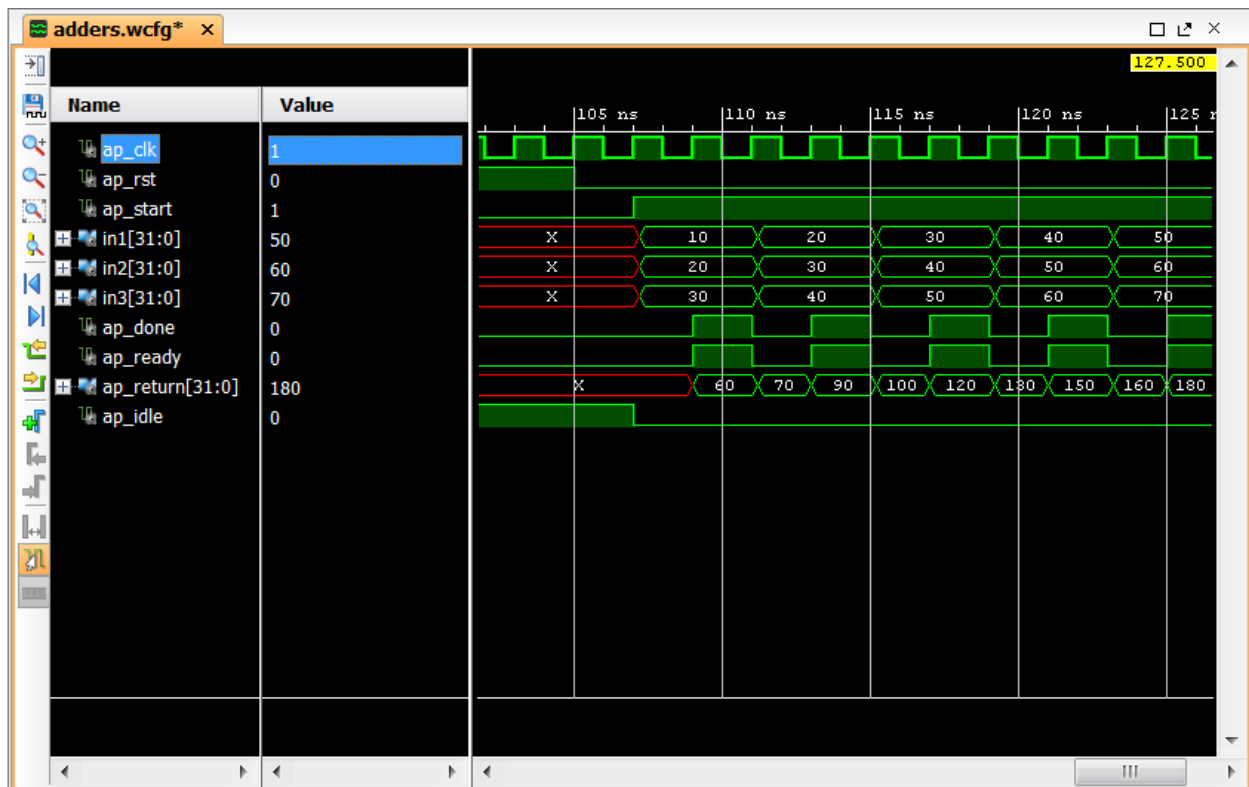 adders.wcfg* ×
127.500
Name Value
105 ns 110 ns 115 ns 120 ns 125
ap_clk 1
ap_rst 0
ap_start 1
in1[31:0] 50 X 10 20 30 40 50
in2[31:0] 60 X 20 30 40 50 60
in3[31:0] 70 X 30 40 50 60 70
ap_done 0
ap_ready 0
ap_return[31:0] 180 X 60 70 90 100 120 130 150 160 180
ap_idle 0